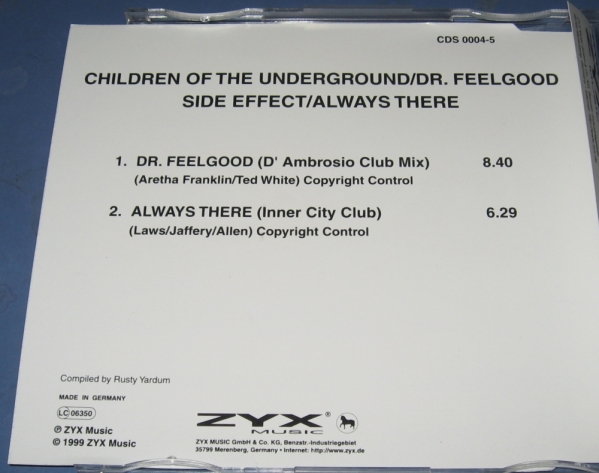 CDS 0004-5
CHILDREN OF THE UNDERGROUND/DR. FEELGOOD
SIDE EFFECT/ALWAYS THERE
1. DR. FEELGOOD (D' Ambrosio Club Mix) 8.40
(Aretha Franklin/Ted White) Copyright Control
2. ALWAYS THERE (Inner City Club) 6.29
(Laws/Jaffery/Allen) Copyright Control
Compiled by Rusty Yardum
MADE IN GERMANY
LC 06350
℗ ZYX Music
© 1999 ZYX Music
ZYX®
MUSIC
ZYX MUSIC GmbH & Co. KG, Benzstr.-Industriegebiet
35799 Merenberg, Germany • Internet: http://www.zyx.de